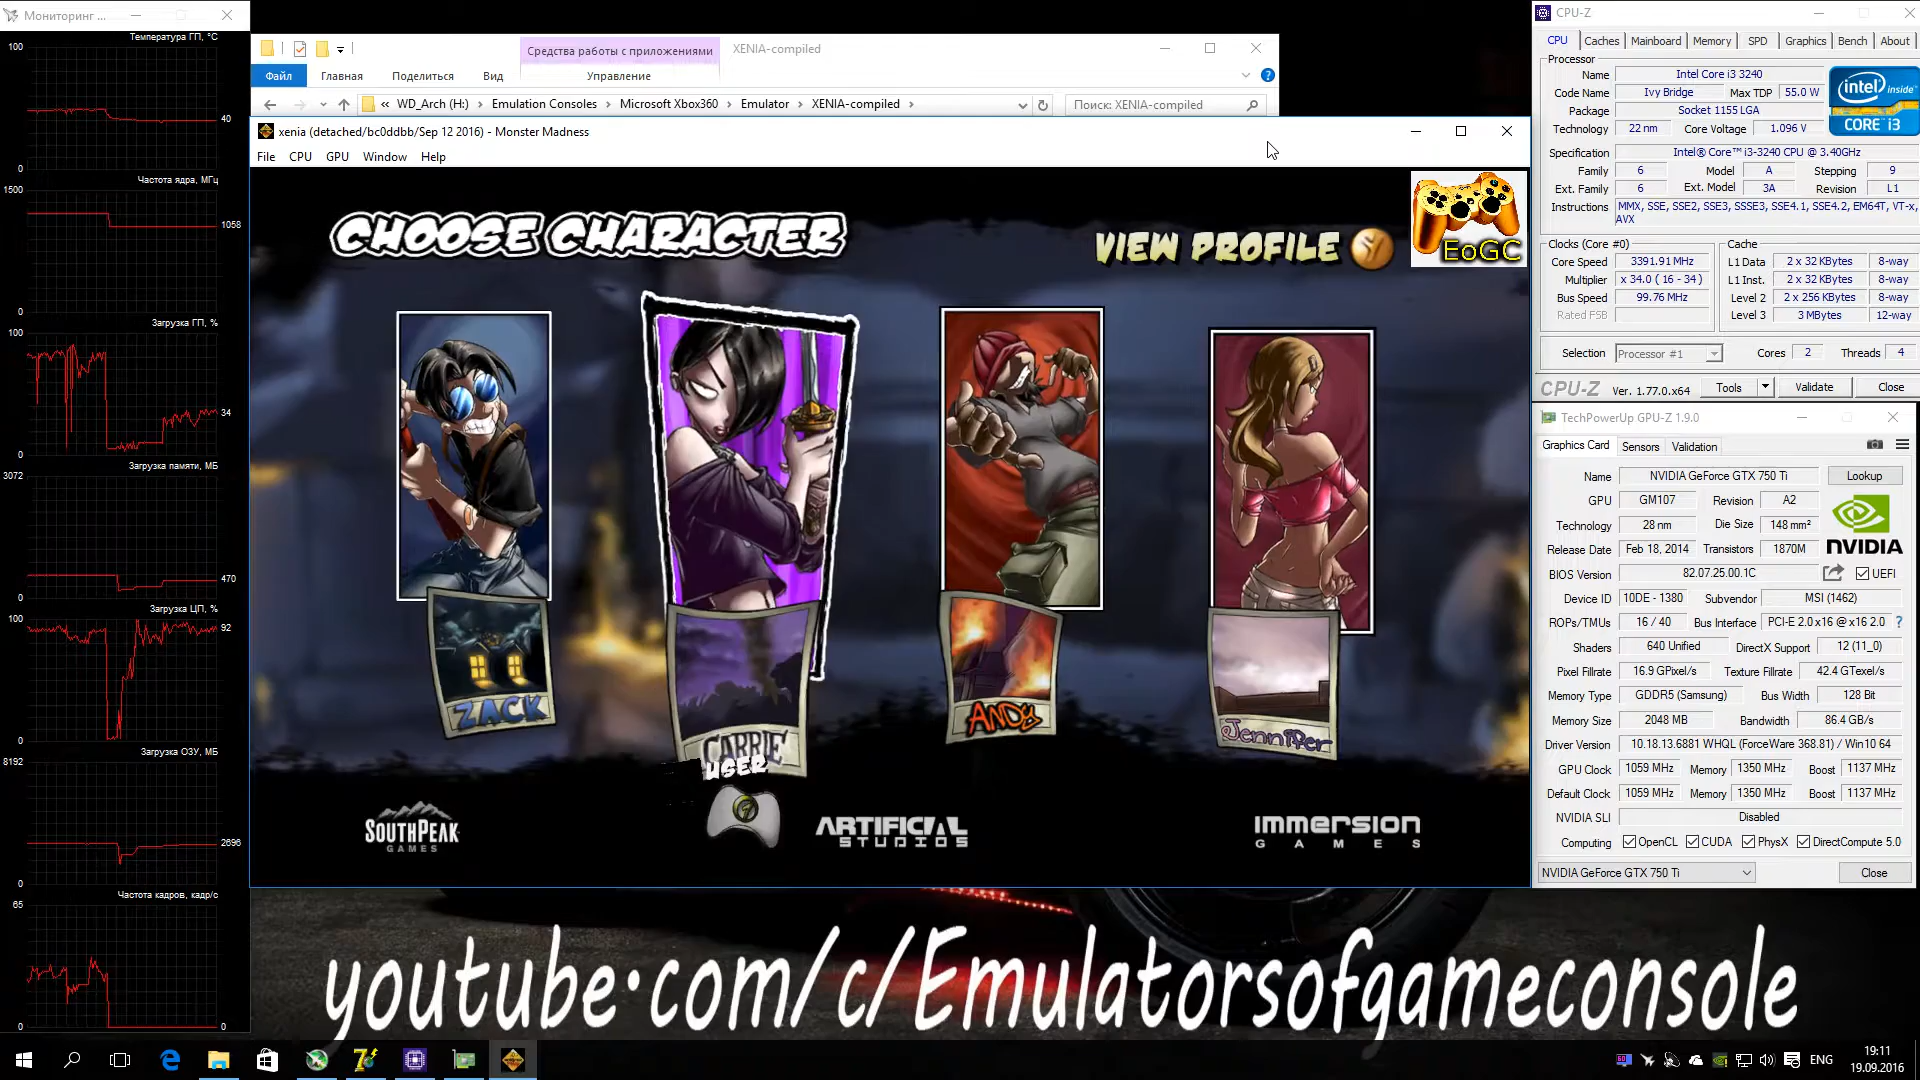 Мониторинг ...
Температура ГП, °C
100
40
0
Частота ядра, МГц
1500
1058
0
Загрузка ГП, %
100
34
0
Загрузка памяти, МБ
3072
470
0
Загрузка ЦП, %
100
92
0
Загрузка ОЗУ, МБ
8192
2696
0
Частота кадров, кадр/с
65
0
0
Средства работы с приложениями
XENIA-compiled
Файл
Главная
Поделиться
Вид
Управление
« WD_Arch (H:) › Emulation Consoles › Microsoft Xbox360 › Emulator › XENIA-compiled ›
Поиск: XENIA-compiled
xenia (detached/bc0ddbb/Sep 12 2016) - Monster Madness
File CPU GPU Window Help
CHOOSE CHARACTER
VIEW PROFILE
EoGC
ZACK
CARRIE
USER
ANDY
Jennifer
SOUTHPEAK
GAMES
ARTIFICIAL
STUDIOS
IMMERSION
GAMES
CPU-Z
CPU Caches Mainboard Memory SPD Graphics Bench About
Processor
Name Intel Core i3 3240
Code Name Ivy Bridge Max TDP 55.0 W
Package Socket 1155 LGA
Technology 22 nm Core Voltage 1.096 V
intel inside
CORE i3
Specification Intel® Core™ i3-3240 CPU @ 3.40GHz
Family 6 Model A Stepping 9
Ext. Family 6 Ext. Model 3A Revision L1
Instructions MMX, SSE, SSE2, SSE3, SSSE3, SSE4.1, SSE4.2, EM64T, VT-x,
AVX
Clocks (Core #0)
Core Speed 3391.91 MHz
Multiplier x 34.0 ( 16 - 34 )
Bus Speed 99.76 MHz
Rated FSB
Cache
L1 Data 2 x 32 KBytes 8-way
L1 Inst. 2 x 32 KBytes 8-way
Level 2 2 x 256 KBytes 8-way
Level 3 3 MBytes 12-way
Selection Processor #1 Cores 2 Threads 4
CPU-Z Ver. 1.77.0.x64 Tools Validate Close
TechPowerUp GPU-Z 1.9.0
Graphics Card Sensors Validation
Name NVIDIA GeForce GTX 750 Ti Lookup
GPU GM107 Revision A2
Technology 28 nm Die Size 148 mm²
Release Date Feb 18, 2014 Transistors 1870M
NVIDIA
BIOS Version 82.07.25.00.1C UEFI
Device ID 10DE - 1380 Subvendor MSI (1462)
ROPs/TMUs 16 / 40 Bus Interface PCI-E 2.0 x16 @ x16 2.0 ?
Shaders 640 Unified DirectX Support 12 (11_0)
Pixel Fillrate 16.9 GPixel/s Texture Fillrate 42.4 GTexel/s
Memory Type GDDR5 (Samsung) Bus Width 128 Bit
Memory Size 2048 MB Bandwidth 86.4 GB/s
Driver Version 10.18.13.6881 WHQL (ForceWare 368.81) / Win10 64
GPU Clock 1059 MHz Memory 1350 MHz Boost 1137 MHz
Default Clock 1059 MHz Memory 1350 MHz Boost 1137 MHz
NVIDIA SLI Disabled
Computing OpenCL CUDA PhysX DirectCompute 5.0
NVIDIA GeForce GTX 750 Ti Close
youtube.com/c/Emulatorsofgameconsole
ENG
19:11
19.09.2016